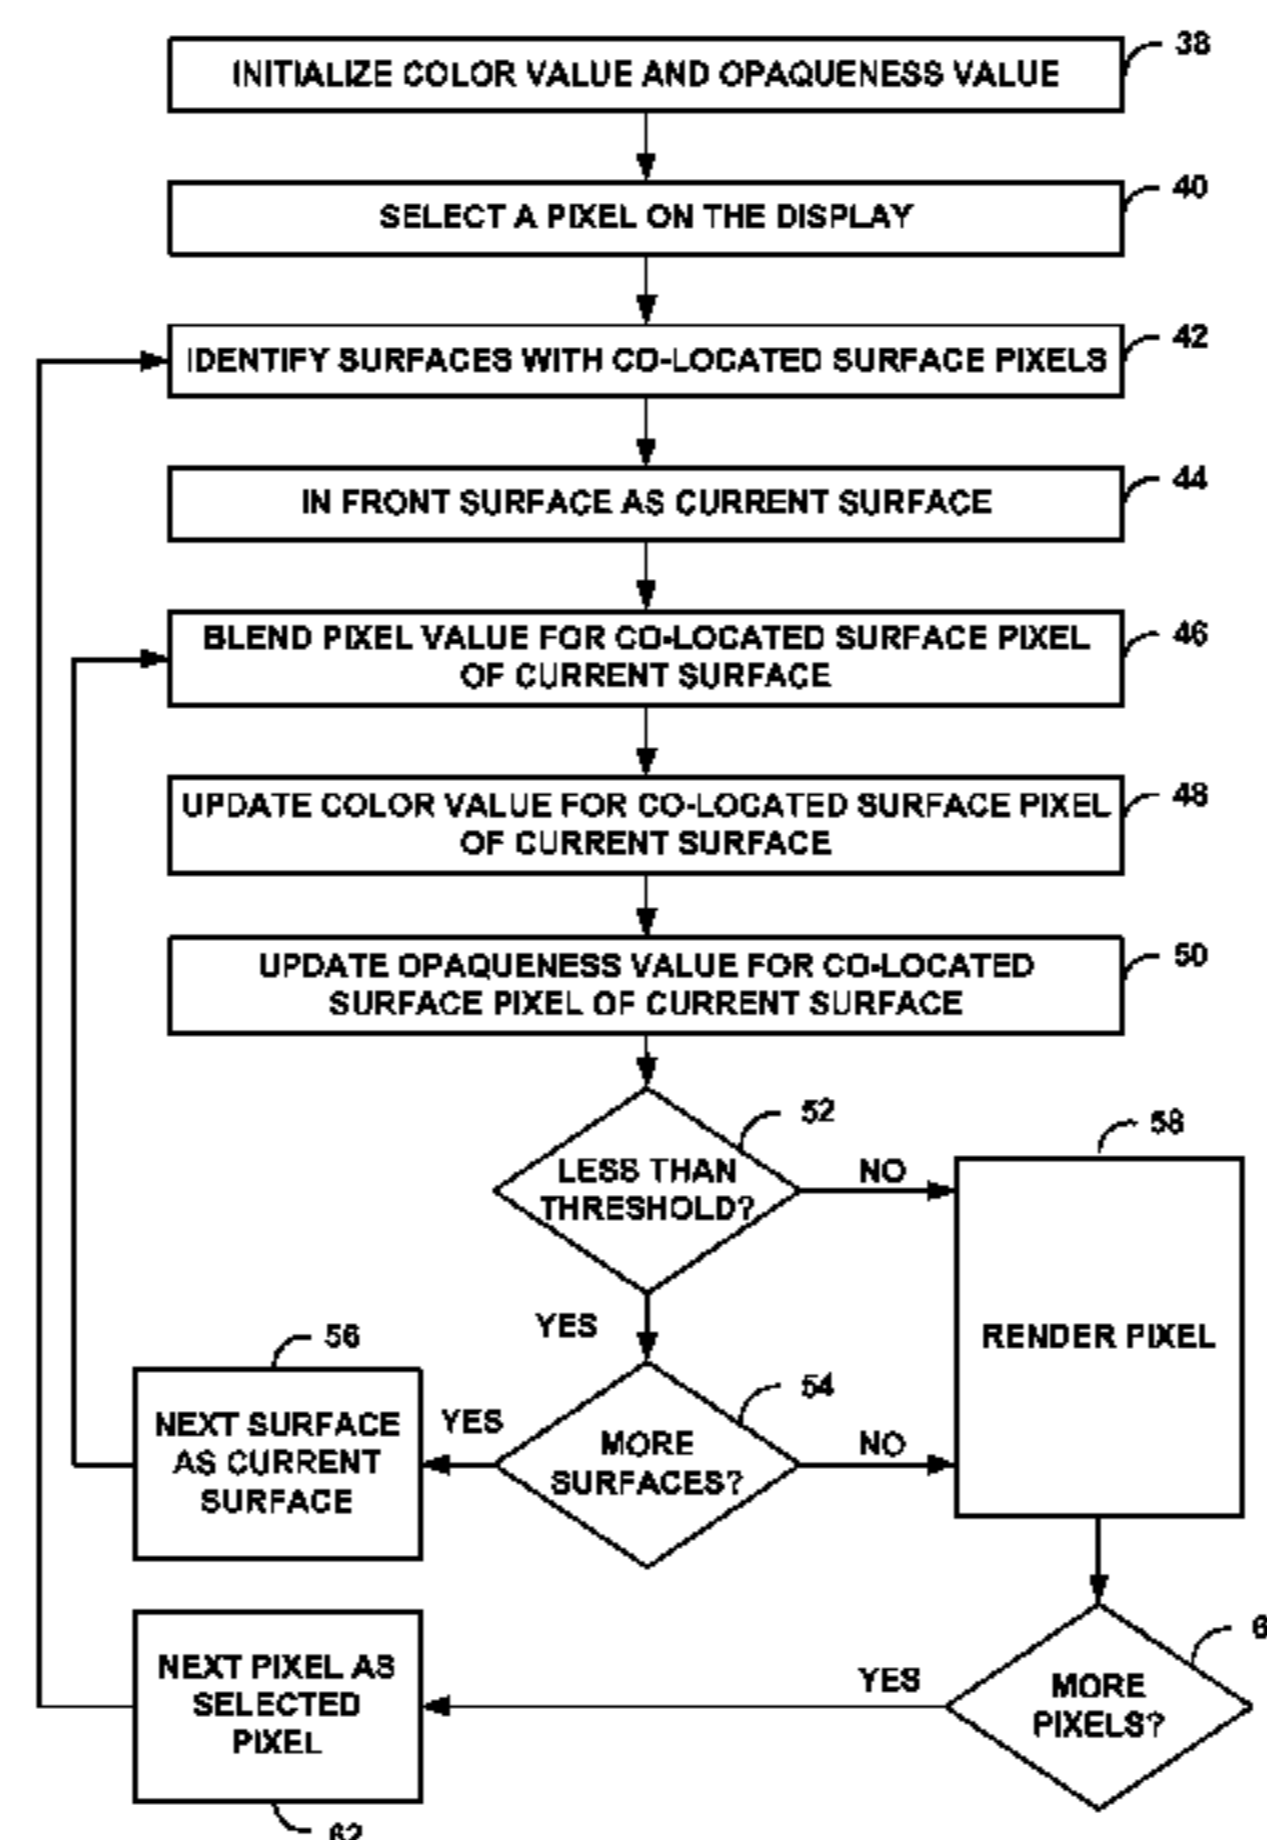 38
INITIALIZE COLOR VALUE AND OPAQUENESS VALUE
40
SELECT A PIXEL ON THE DISPLAY
42
IDENTIFY SURFACES WITH CO-LOCATED SURFACE PIXELS
44
IN FRONT SURFACE AS CURRENT SURFACE
46
BLEND PIXEL VALUE FOR CO-LOCATED SURFACE PIXEL
OF CURRENT SURFACE
48
UPDATE COLOR VALUE FOR CO-LOCATED SURFACE PIXEL
OF CURRENT SURFACE
50
UPDATE OPAQUENESS VALUE FOR CO-LOCATED
SURFACE PIXEL OF CURRENT SURFACE
52
LESS THAN
THRESHOLD?
NO
58
RENDER PIXEL
YES
56
NEXT SURFACE
AS CURRENT
SURFACE
YES
54
MORE
SURFACES?
NO
NEXT PIXEL AS
SELECTED
PIXEL
62
YES
6
MORE
PIXELS?